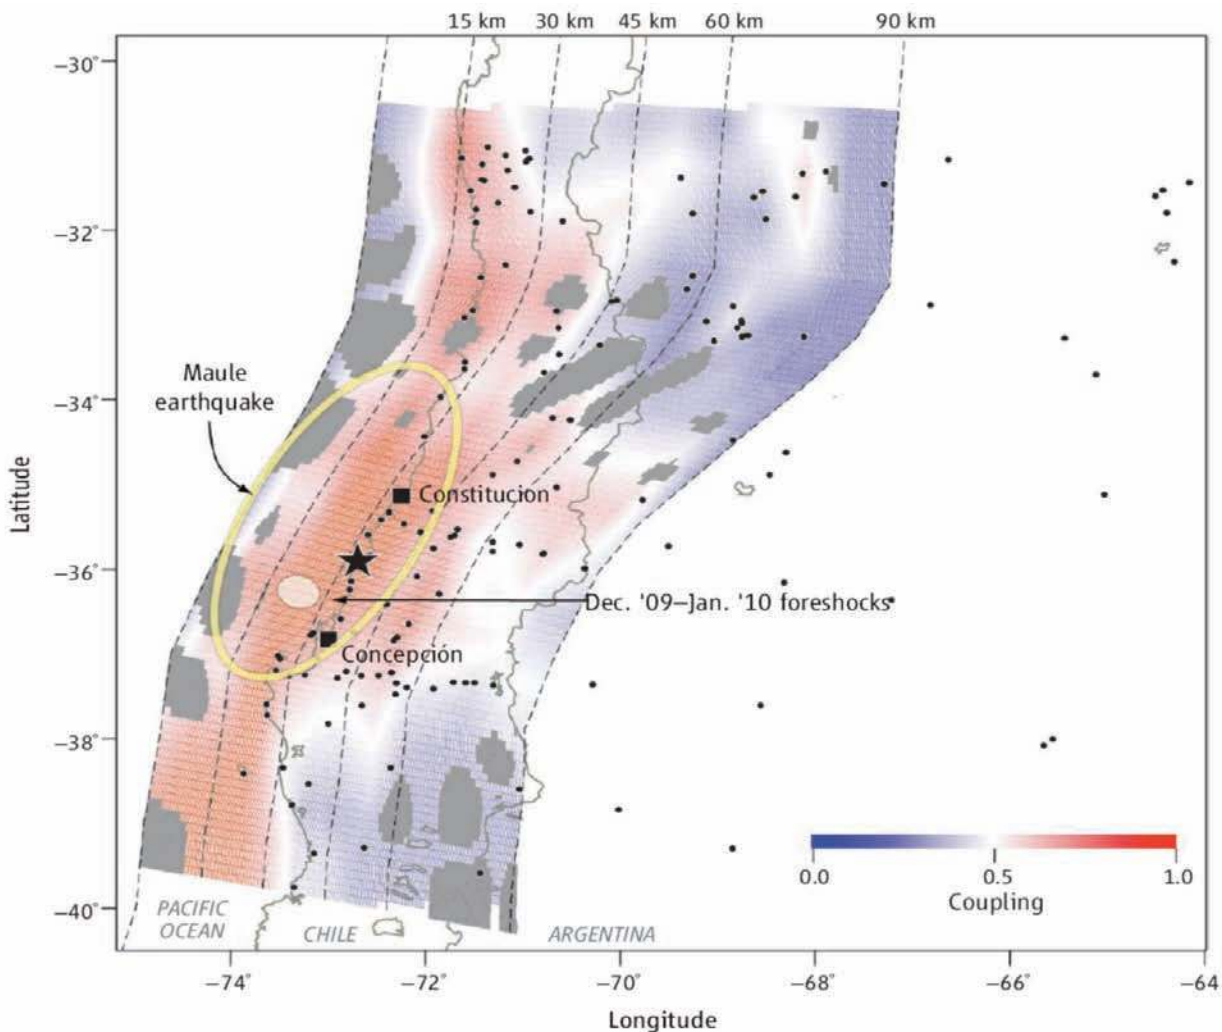 15 km 30 km 45 km 60 km 90 km
−30°
−32°
Maule
earthquake
−34°
Constitucion
Latitude
−36°
Dec. '09–Jan. '10 foreshocks
Concepción
−38°
0.0 0.5 1.0
Coupling
−40°
PACIFIC
OCEAN
CHILE
ARGENTINA
−74° −72° −70° −68° −66° −64
Longitude